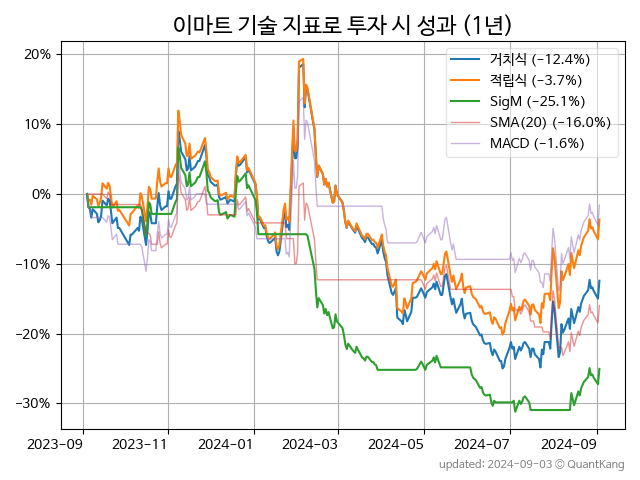 이마트 기술 지표로 투자 시 성과 (1년)
거치식 (−12.4%)
적립식 (−3.7%)
SigM (−25.1%)
SMA(20) (−16.0%)
MACD (−1.6%)
20%
10%
0%
−10%
−20%
−30%
2023-09 2023-11 2024-01 2024-03 2024-05 2024-07 2024-09
updated: 2024-09-03 © QuantKang